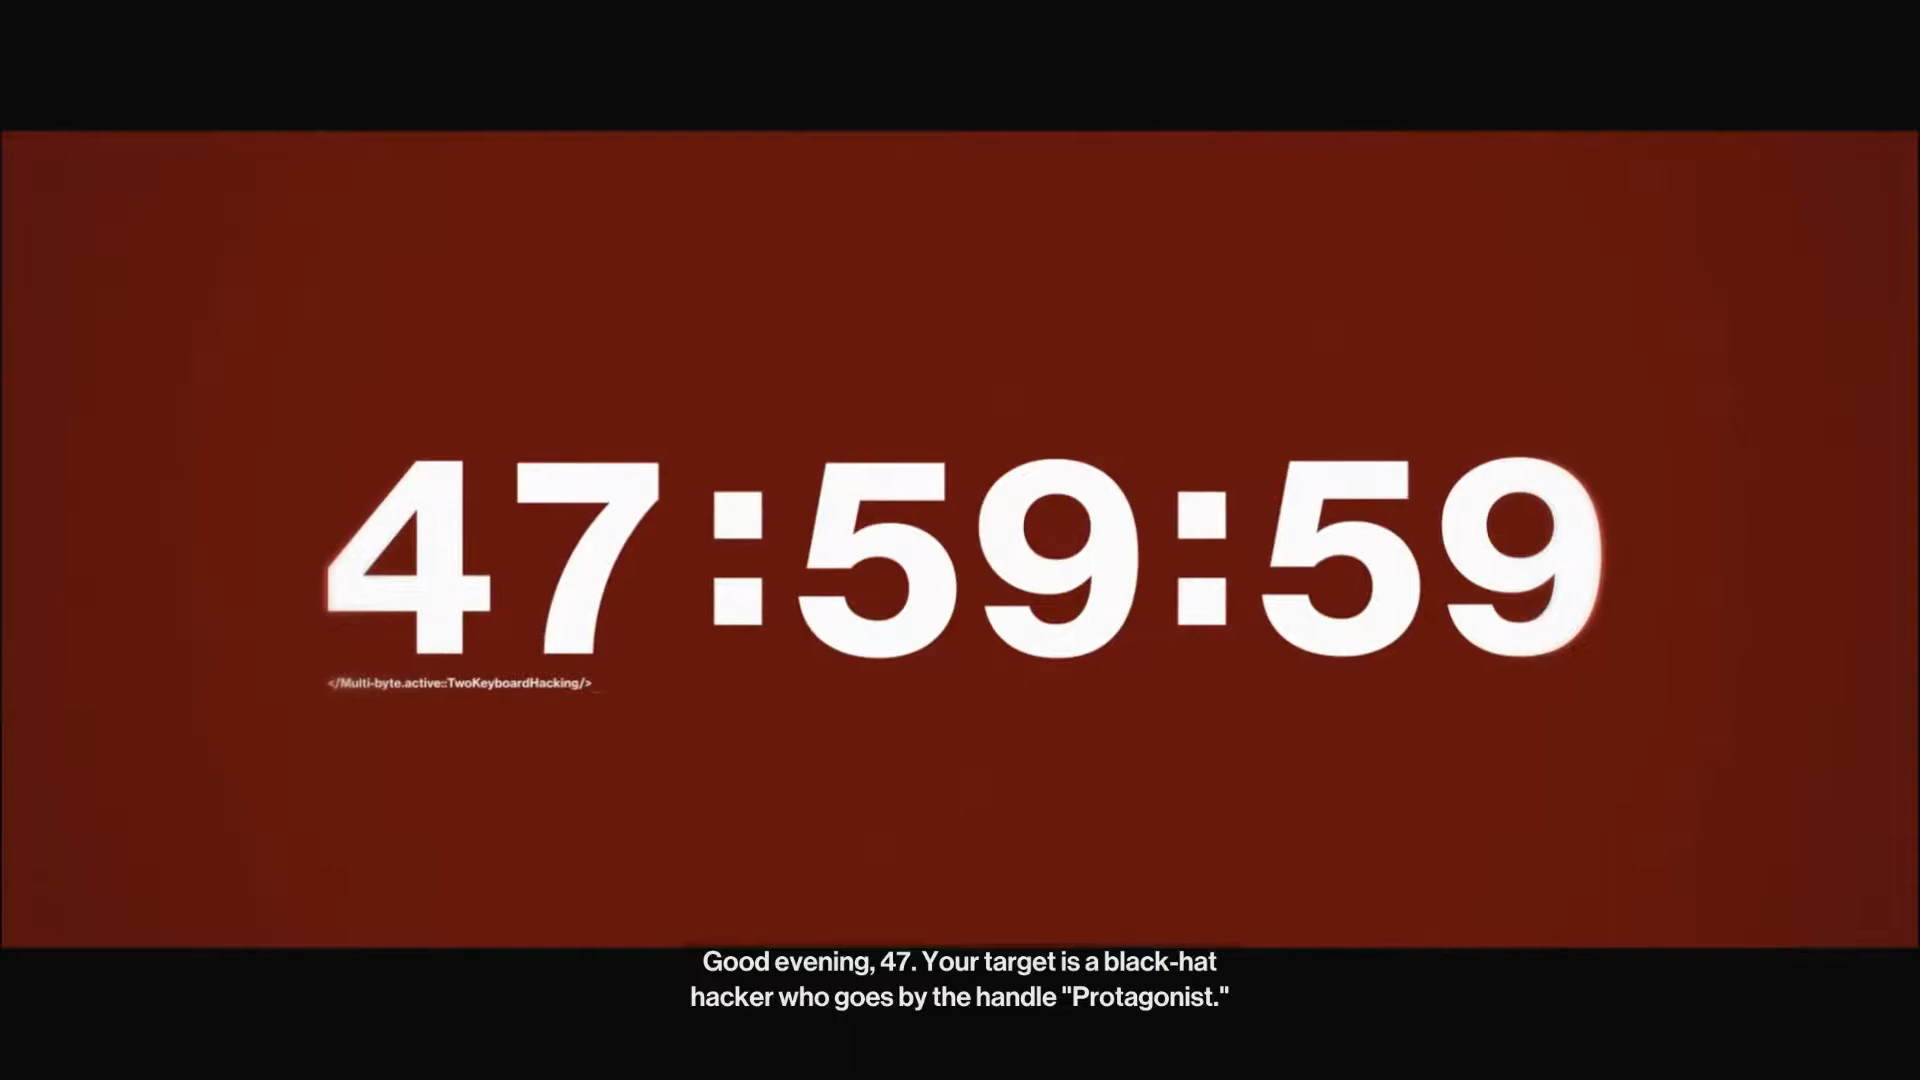 47:59:59
</Multi-byte.active::TwoKeyboardHacking/>
Good evening, 47. Your target is a black-hat
hacker who goes by the handle "Protagonist."